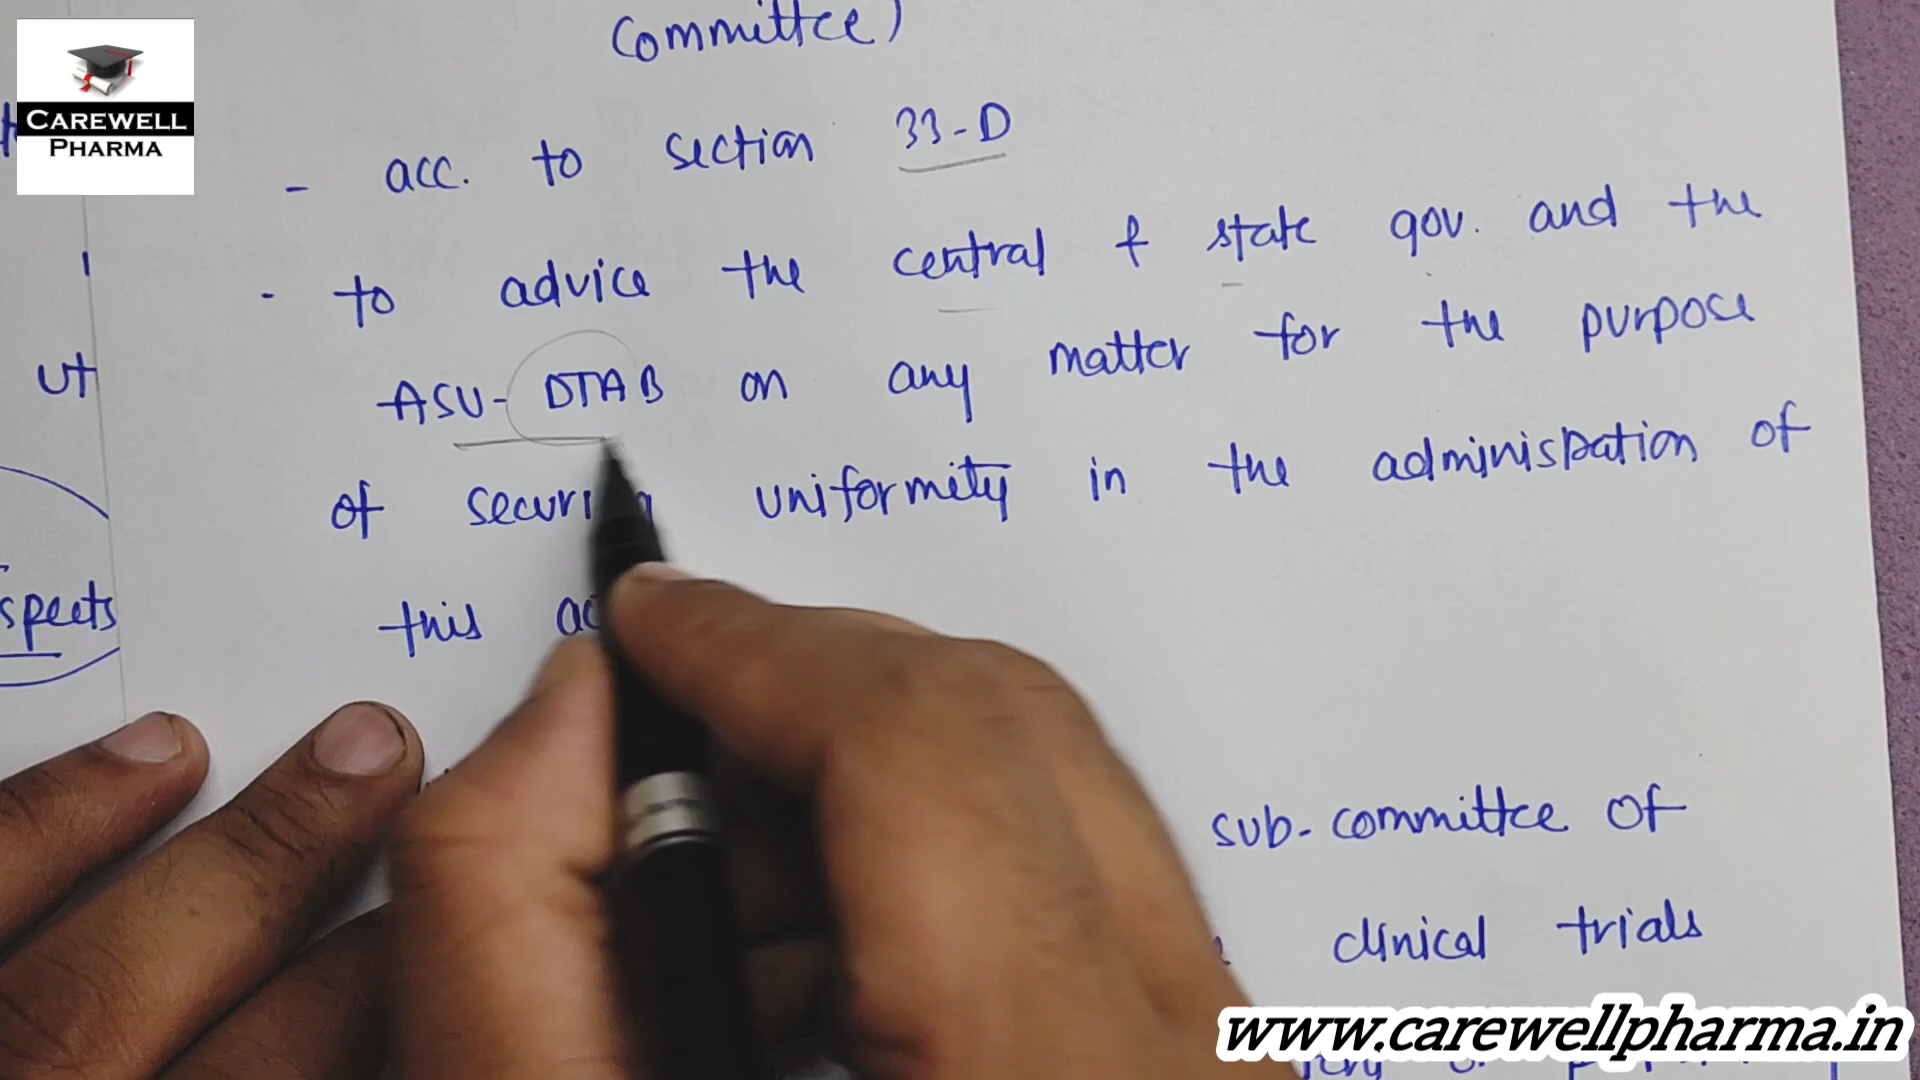 Committee)
CAREWELL
PHARMA
- acc. to section 33-D
- to advice the central & state gov. and the
ASU- DTAB on any matter for the purpose
of securing uniformity in the administration of
this
ut
spects
sub-committee of
clinical trials
www.carewellpharma.in